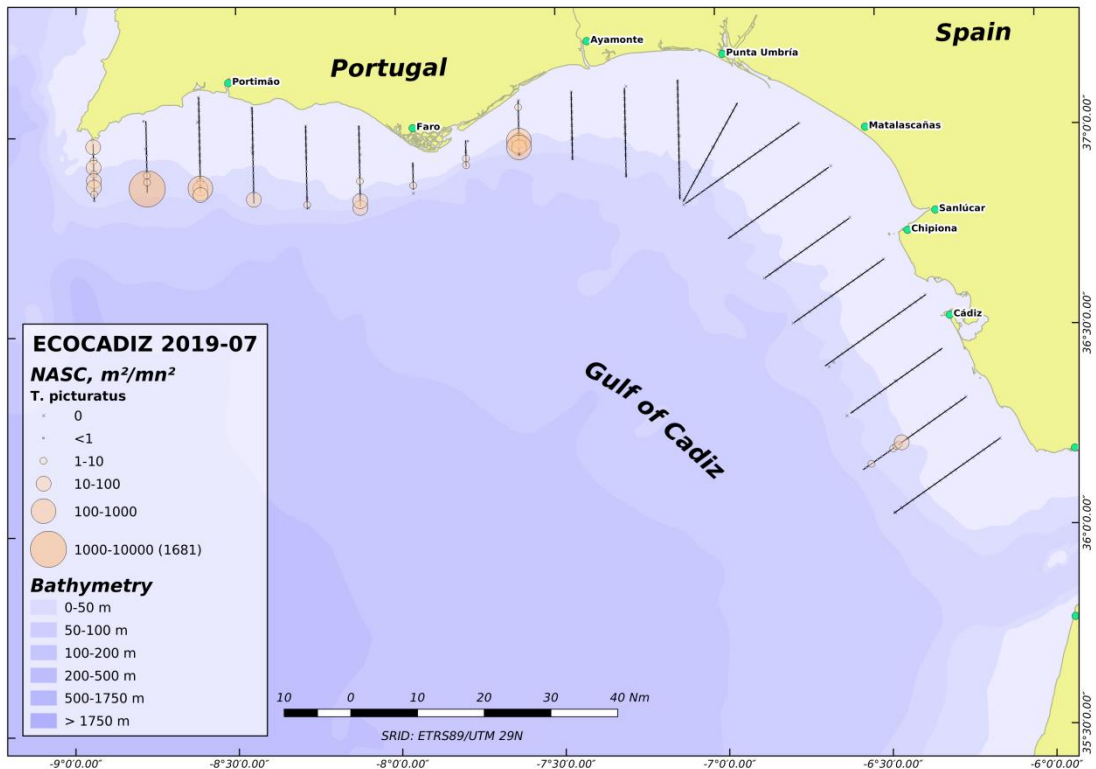 Spain
Portugal
Ayamonte
Punta Umbría
Portimão
Faro
Matalascañas
Sanlúcar
Chipiona
Cádiz
Gulf of Cadiz
ECOCADIZ 2019-07
NASC, m²/mn²
T. picturatus
0
<1
1-10
10-100
100-1000
1000-10000 (1681)
Bathymetry
0-50 m
50-100 m
100-200 m
200-500 m
500-1750 m
> 1750 m
10 0 10 20 30 40 Nm
SRID: ETRS89/UTM 29N
37°0'0.00"
36°30'0.00"
36°0'0.00"
35°30'0.00"
-9°0'0.00" -8°30'0.00" -8°0'0.00" -7°30'0.00" -7°0'0.00" -6°30'0.00" -6°0'0.00"